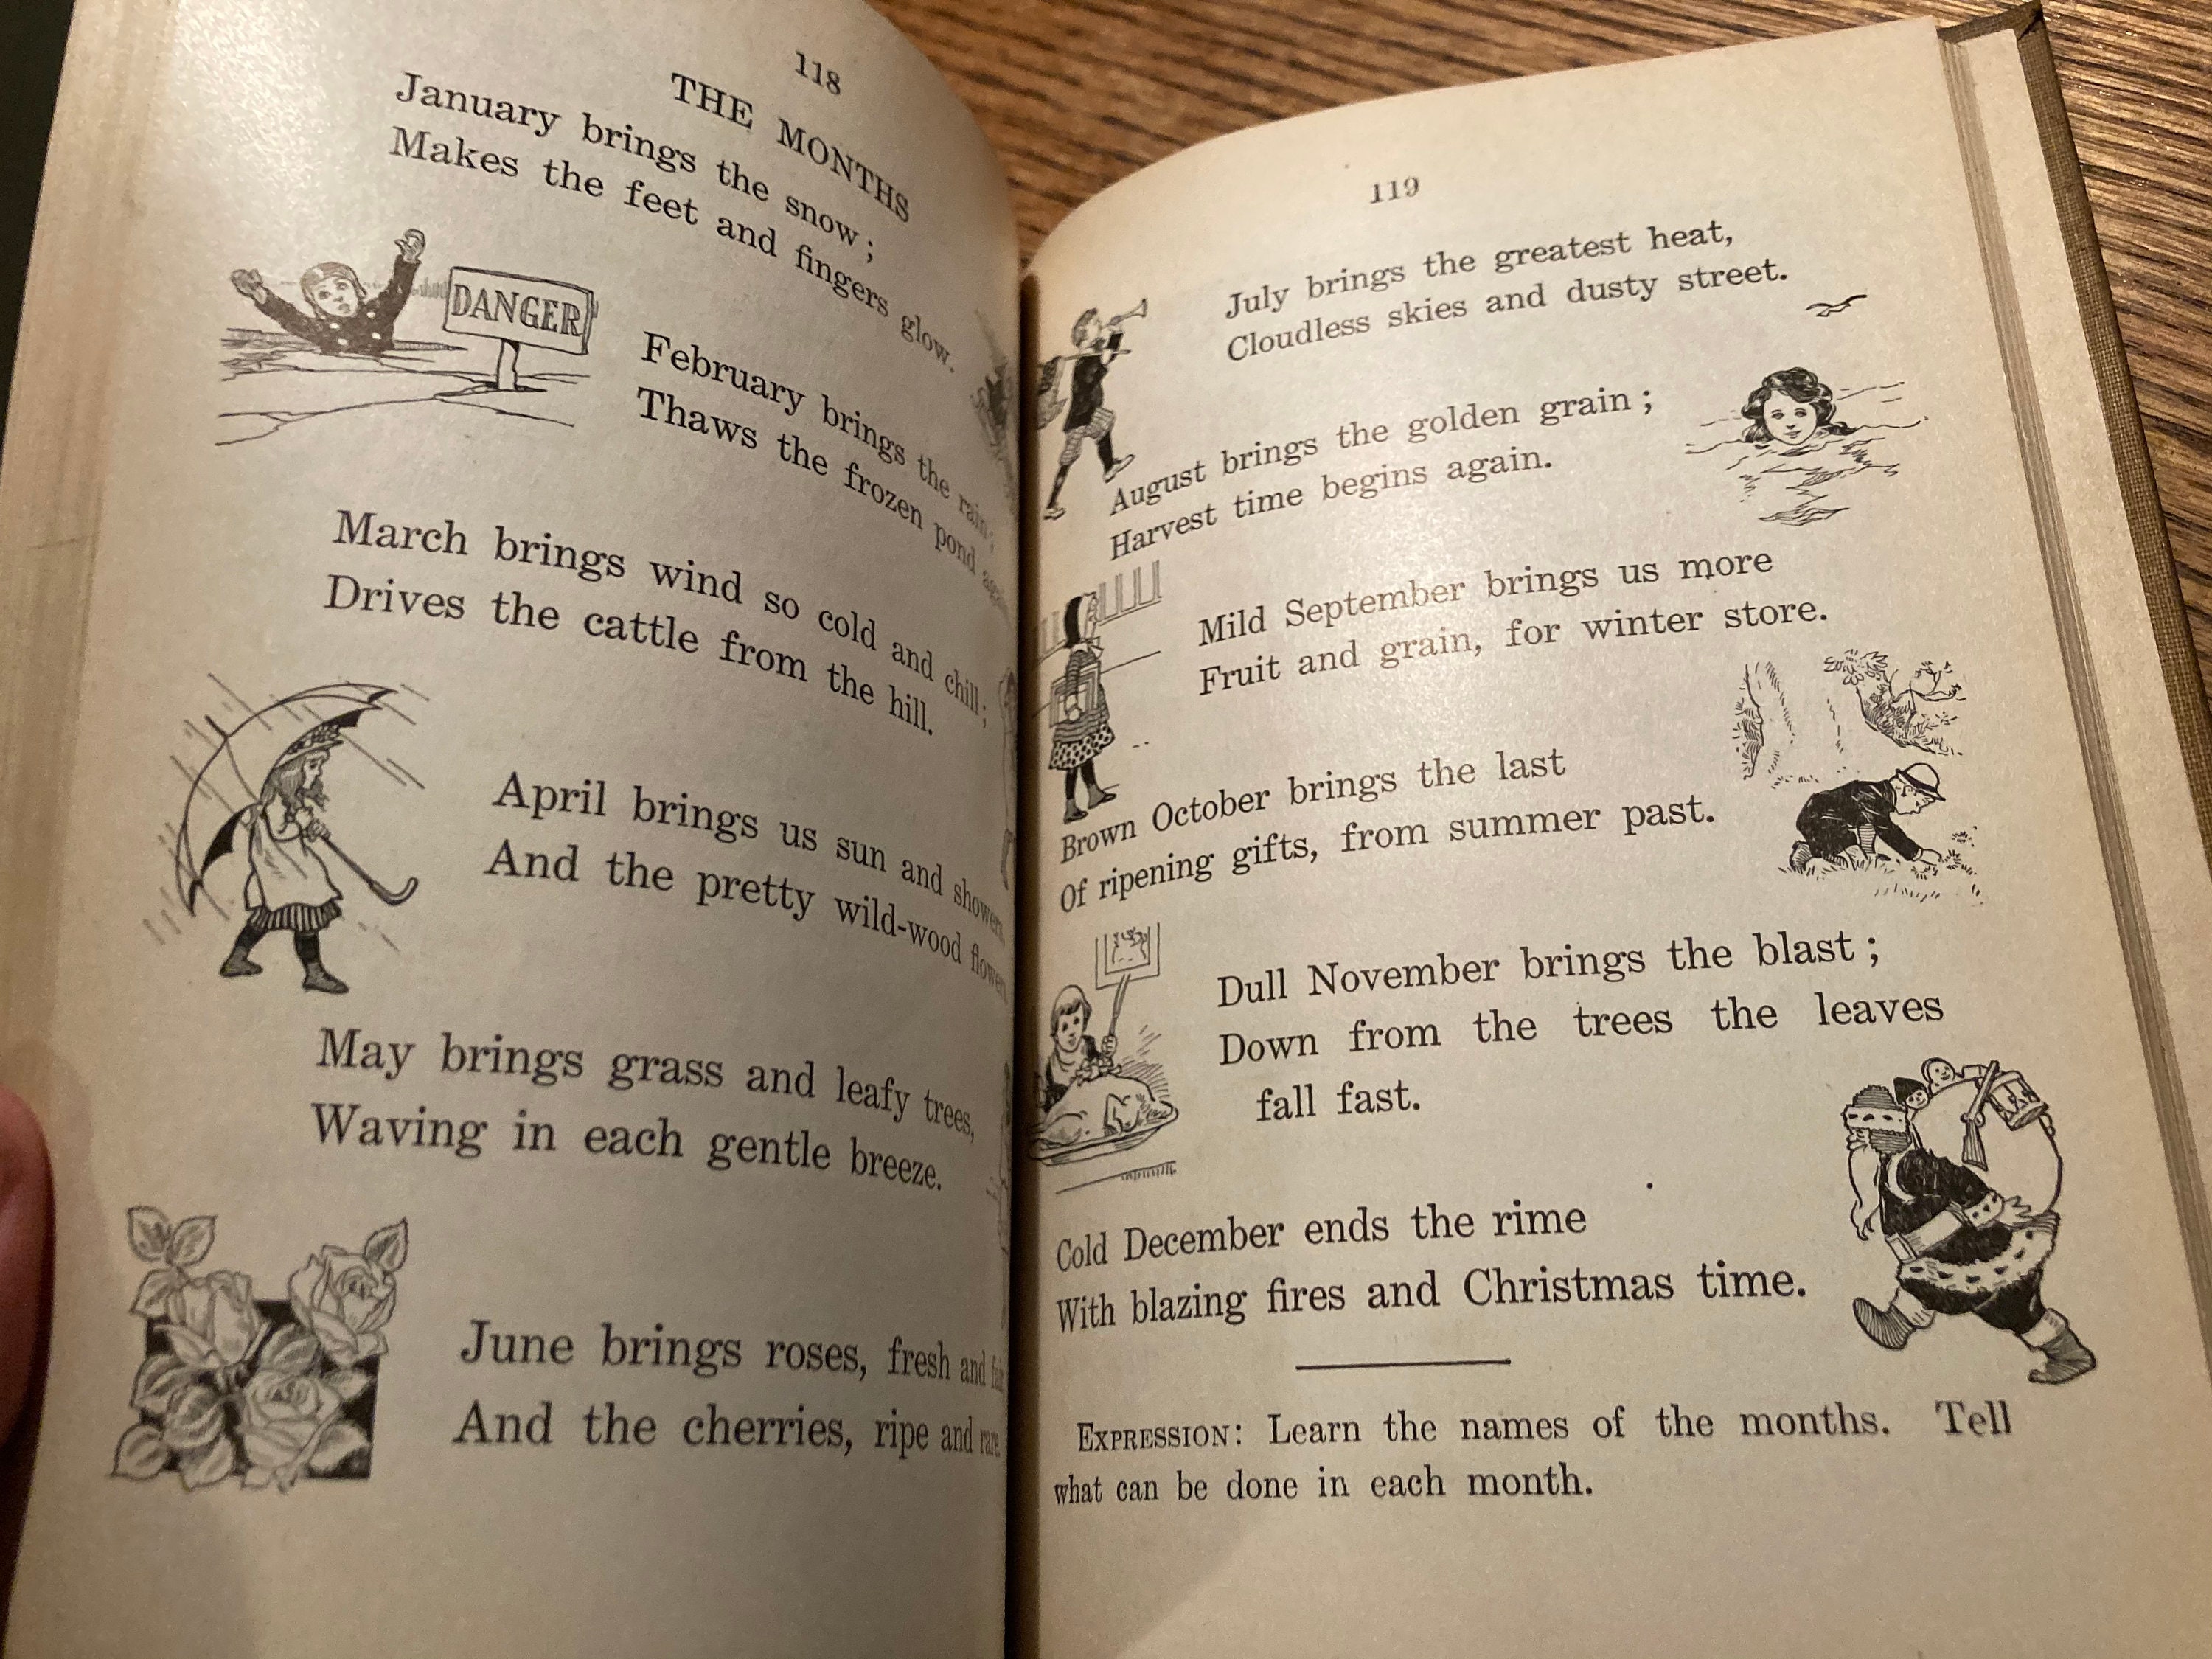 118
THE MONTHS
January brings the snow;
Makes the feet and fingers glow.
DANGER
February brings the rain;
Thaws the frozen pond
March brings wind so cold and chill;
Drives the cattle from the hill.
April brings us sun and showers,
And the pretty wild-wood flowers
May brings grass and leafy trees,
Waving in each gentle breeze.
June brings roses, fresh and
And the cherries, ripe and rare
119
July brings the greatest heat,
Cloudless skies and dusty street.
August brings the golden grain;
Harvest time begins again.
Mild September brings us more
Fruit and grain, for winter store.
Brown October brings the last
Of ripening gifts, from summer past.
Dull November brings the blast;
Down from the trees the leaves
fall fast.
Cold December ends the rime
With blazing fires and Christmas time.
EXPRESSION: Learn the names of the months. Tell
what can be done in each month.